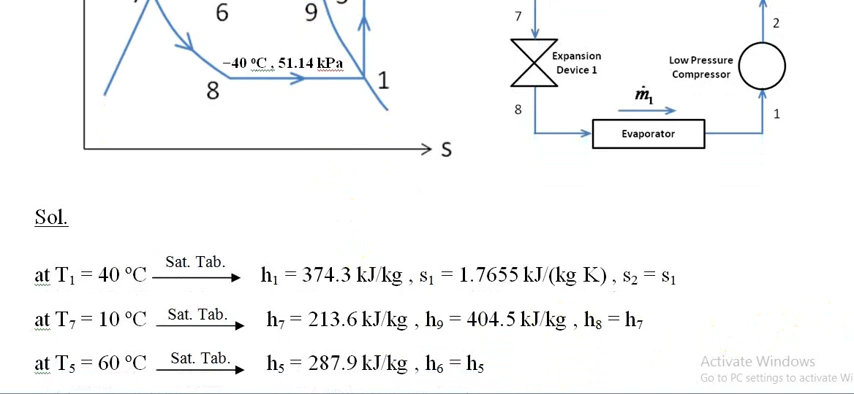 6
9
7
2
−40 °C , 51.14 kPa
Expansion
Device 1
Low Pressure
Compressor
8
1
ṁ₁
8
1
Evaporator
S
Sol.
at T₁ = 40 °C Sat. Tab. h₁ = 374.3 kJ/kg , s₁ = 1.7655 kJ/(kg K) , s₂ = s₁
at T₇ = 10 °C Sat. Tab. h₇ = 213.6 kJ/kg , h₉ = 404.5 kJ/kg , h₈ = h₇
at T₅ = 60 °C Sat. Tab. h₅ = 287.9 kJ/kg , h₆ = h₅
Activate Windows
Go to PC settings to activate Wi